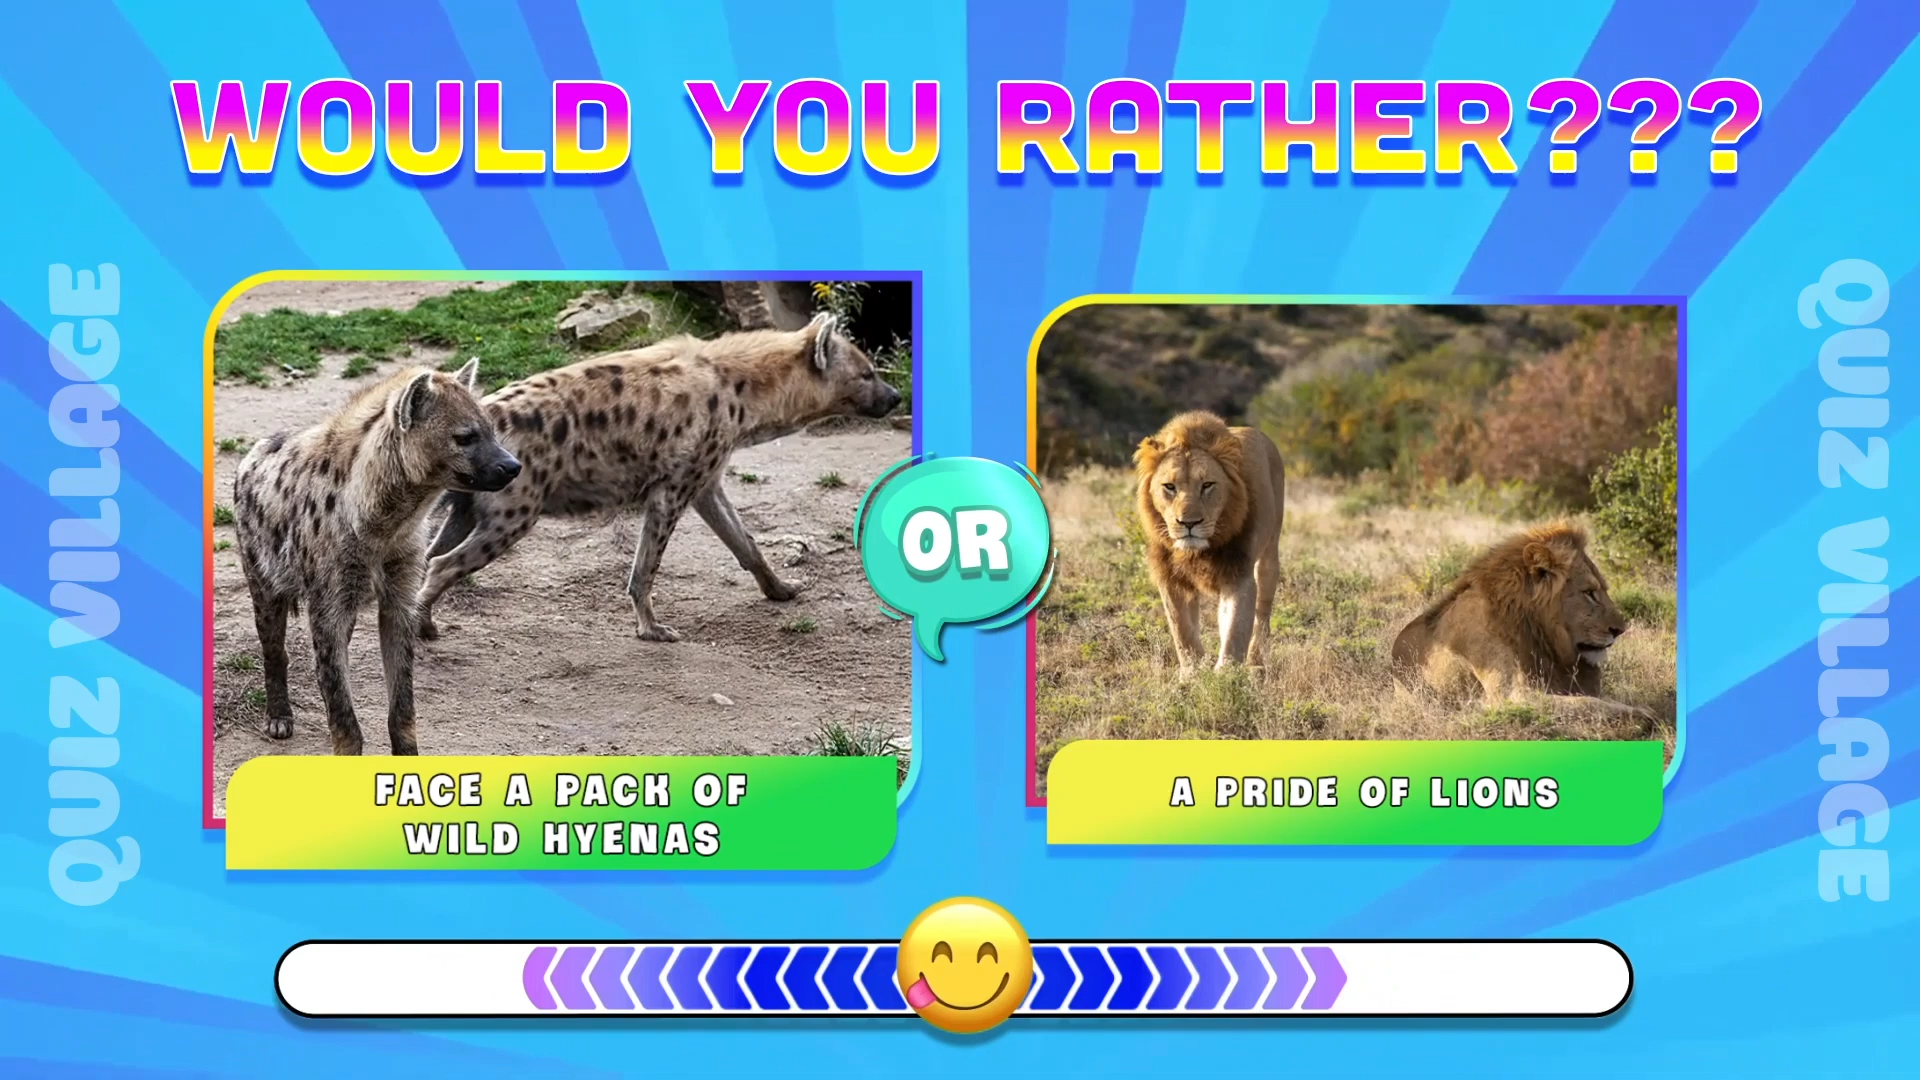 WOULD YOU RATHER???
QUIZ VILLAGE
OR
FACE A PACK OF
WILD HYENAS
A PRIDE OF LIONS
QUIZ VILLAGE